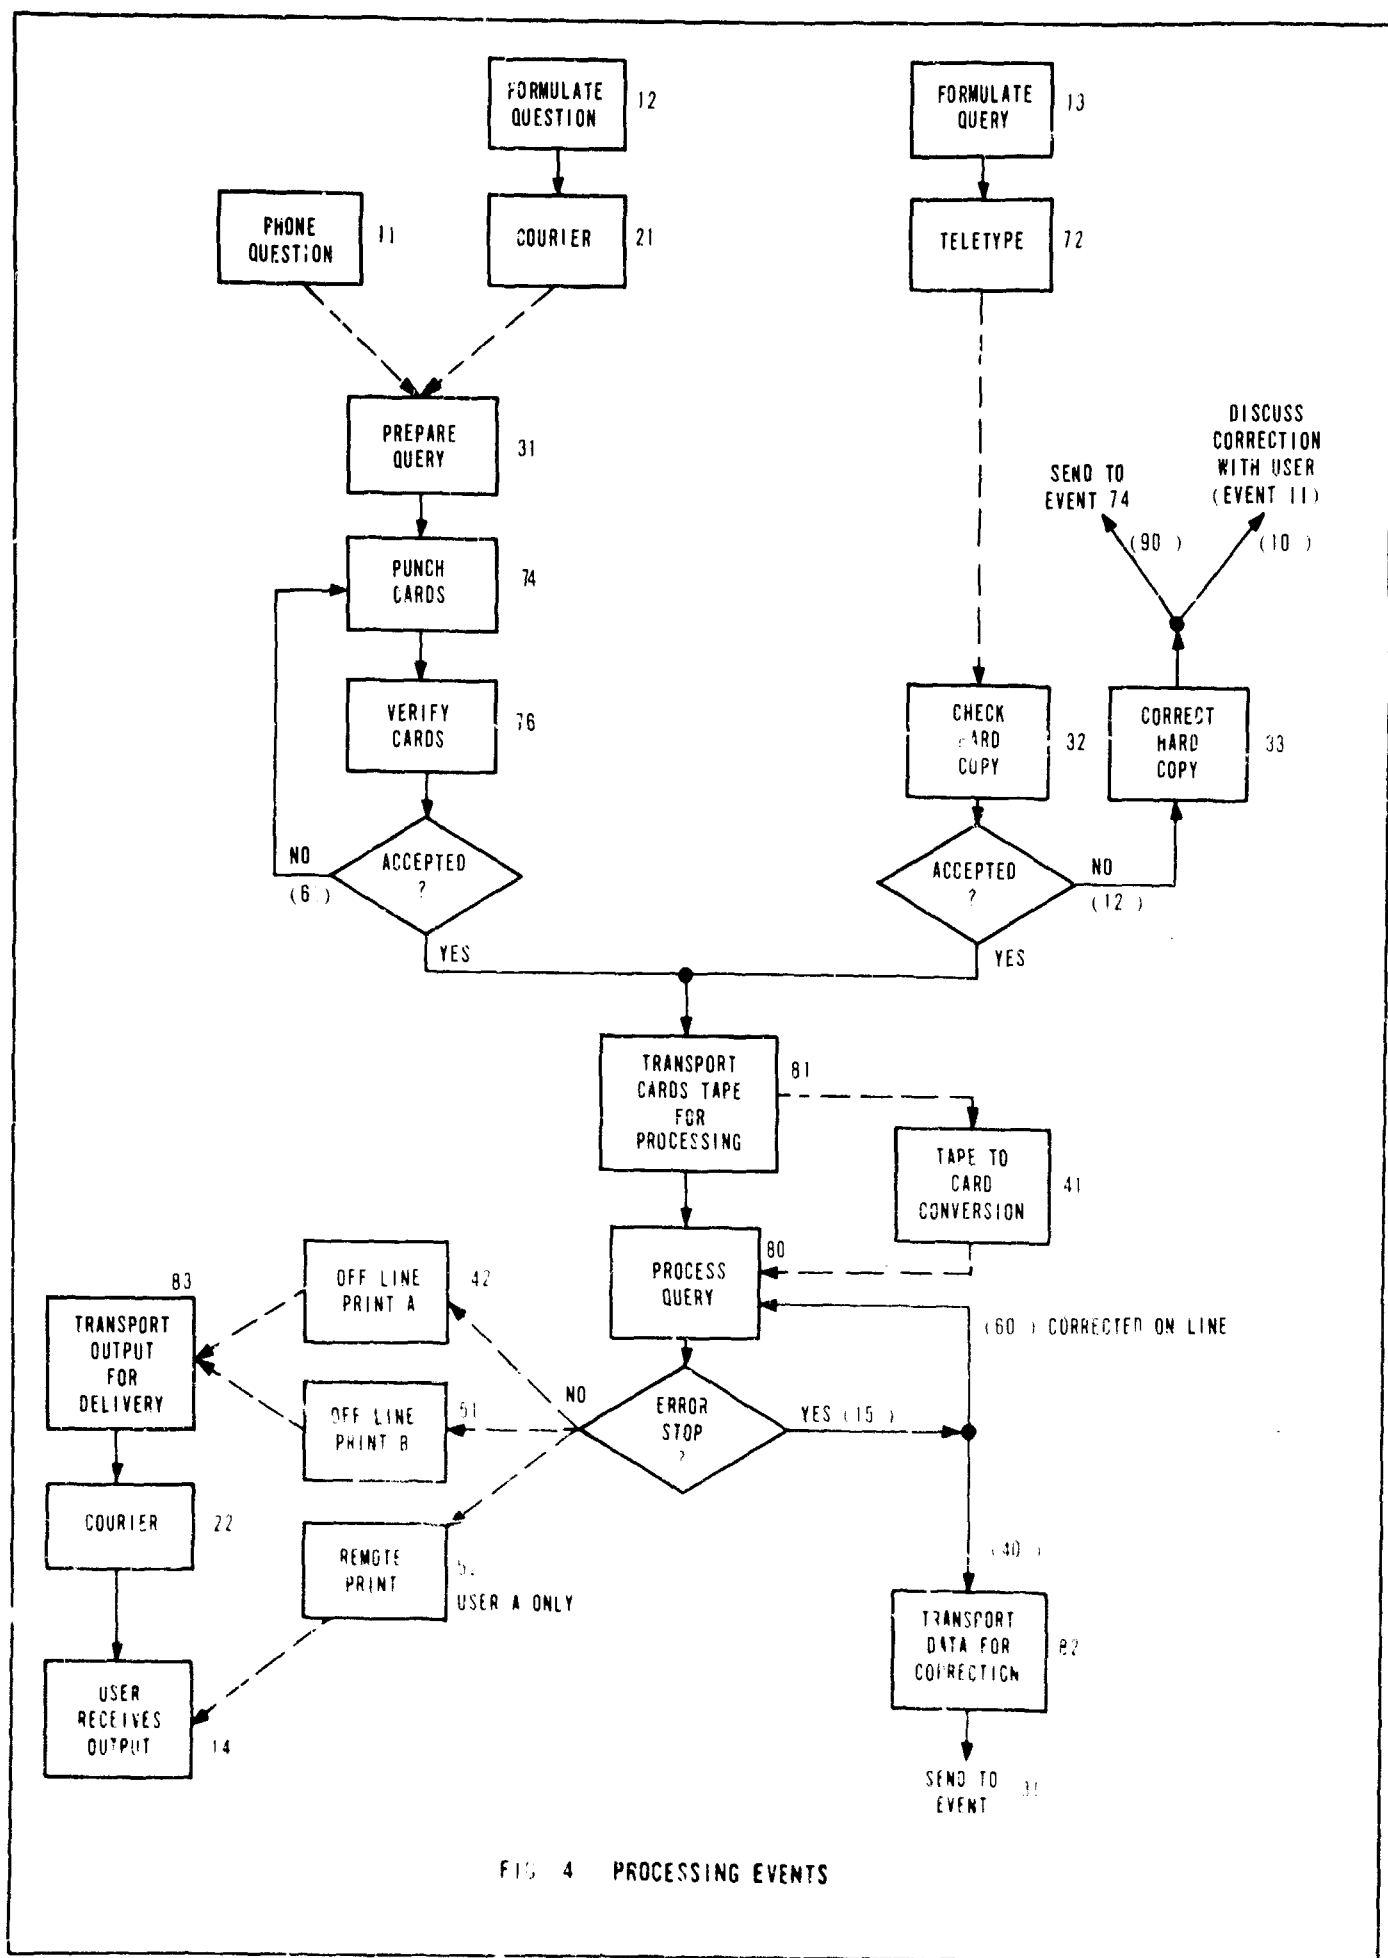 FORMULATE
QUESTION
12
FORMULATE
QUERY
13
PHONE
QUESTION
11
COURIER
21
TELETYPE
72
PREPARE
QUERY
31
DISCUSS
CORRECTION
WITH USER
(EVENT 11)
SEND TO
EVENT 74
(90 )
(10 )
PUNCH
CARDS
74
VERIFY
CARDS
76
CHECK
HARD
COPY
32
CORRECT
HARD
COPY
33
ACCEPTED
?
NO
YES
ACCEPTED
?
NO
(12 )
YES
TRANSPORT
CARDS TAPE
FOR
PROCESSING
81
TAPE TO
CARD
CONVERSION
41
PROCESS
QUERY
80
(60 ) CORRECTED ON LINE
OFF LINE
PRINT A
42
83
TRANSPORT
OUTPUT
FOR
DELIVERY
OFF LINE
PRINT B
NO
ERROR
STOP
?
YES (15 )
COURIER
22
REMOTE
PRINT
USER A ONLY
(40 )
TRANSPORT
DATA FOR
CORRECTION
82
USER
RECEIVES
OUTPUT
14
SEND TO
EVENT
FIG 4 PROCESSING EVENTS